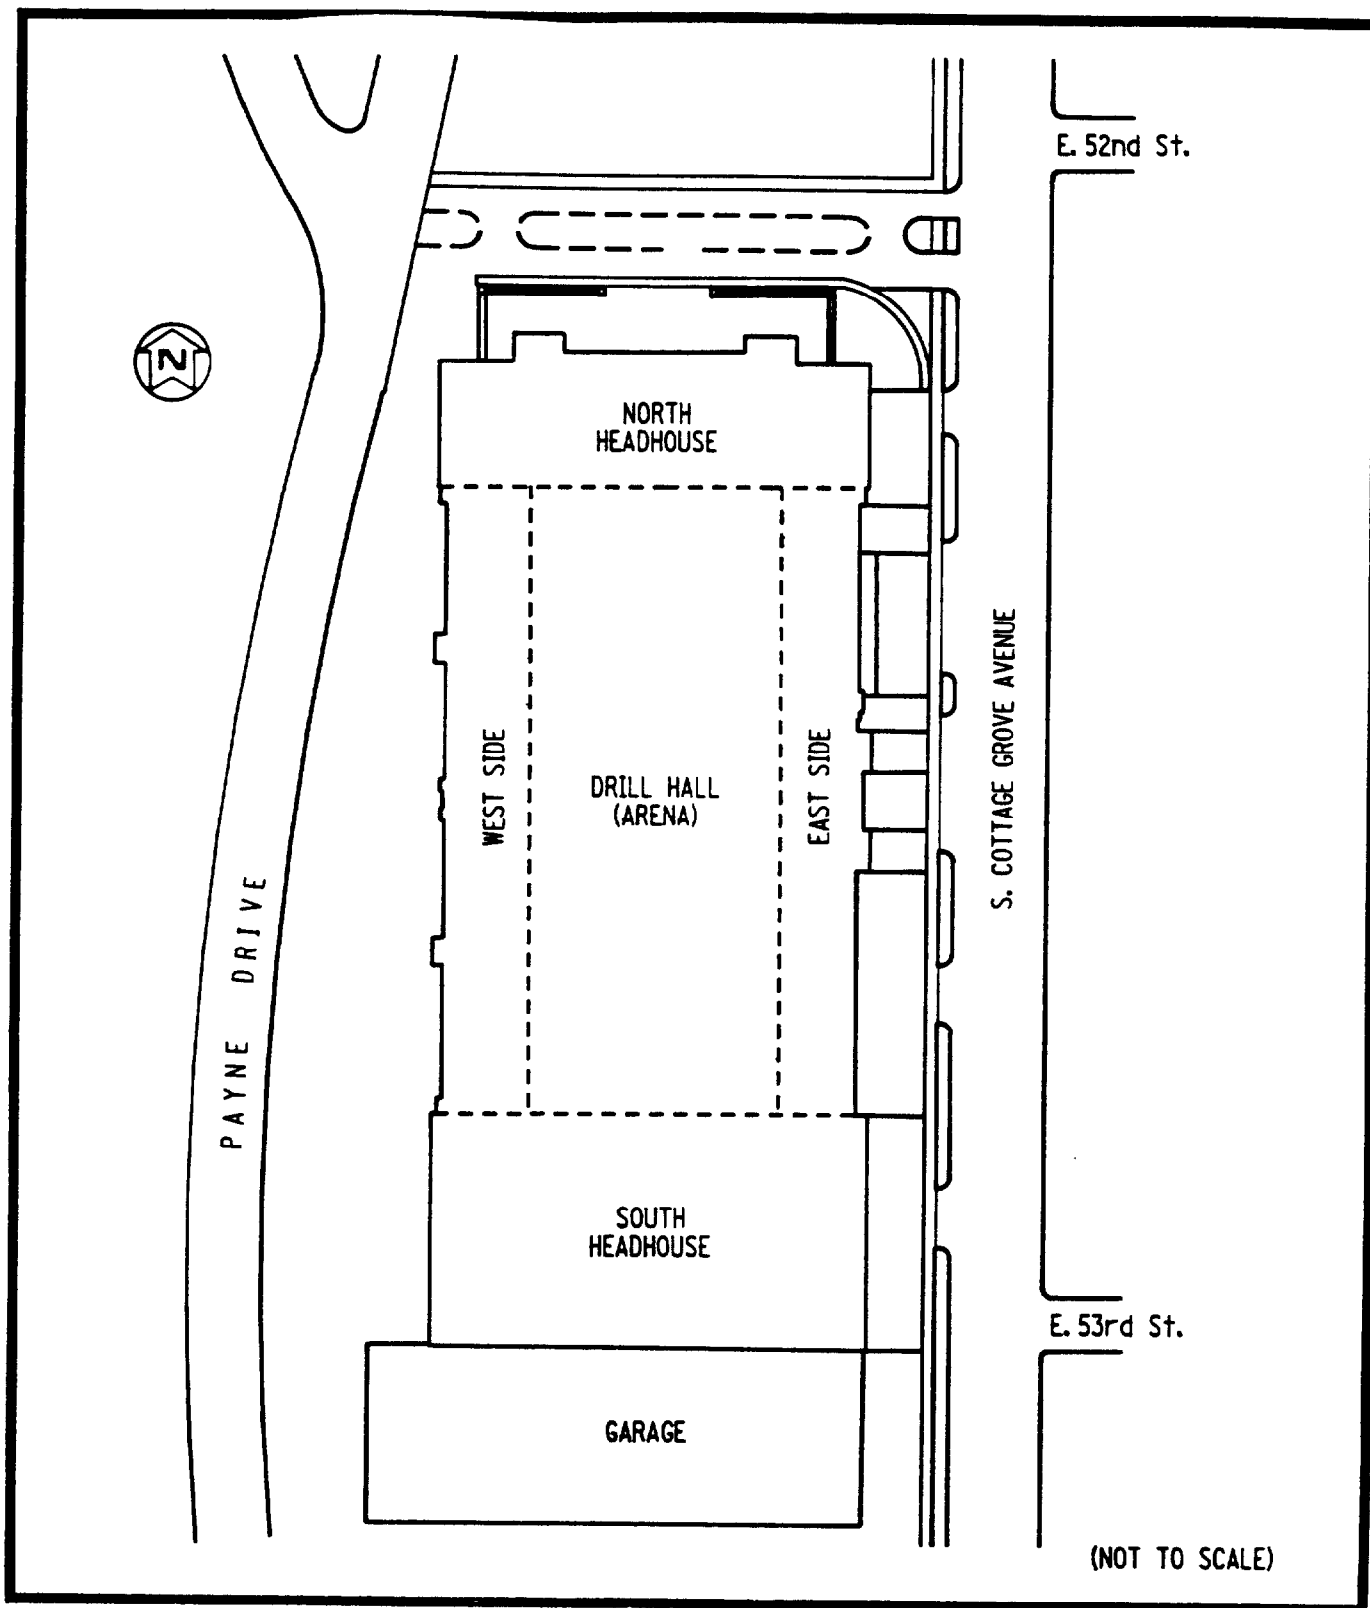 E. 52nd St.
N
NORTH
HEADHOUSE
WEST SIDE
DRILL HALL
(ARENA)
EAST SIDE
S. COTTAGE GROVE AVENUE
PAYNE DRIVE
SOUTH
HEADHOUSE
E. 53rd St.
GARAGE
(NOT TO SCALE)